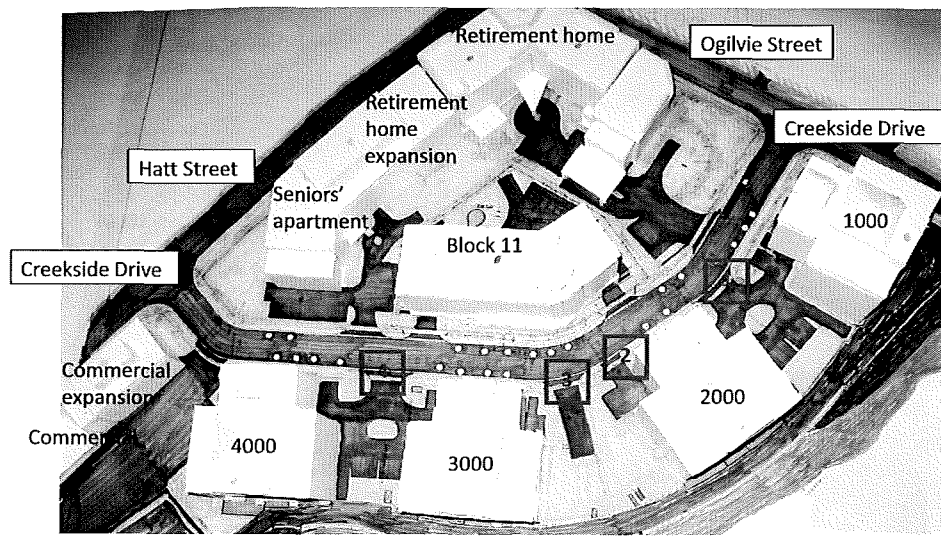 Retirement home
Ogilvie Street
Retirement
home
expansion
Creekside Drive
Hatt Street
Seniors'
apartment
1000
Block 11
Creekside Drive
2
3
Commercial
expansion
2000
Commercial
4000
3000